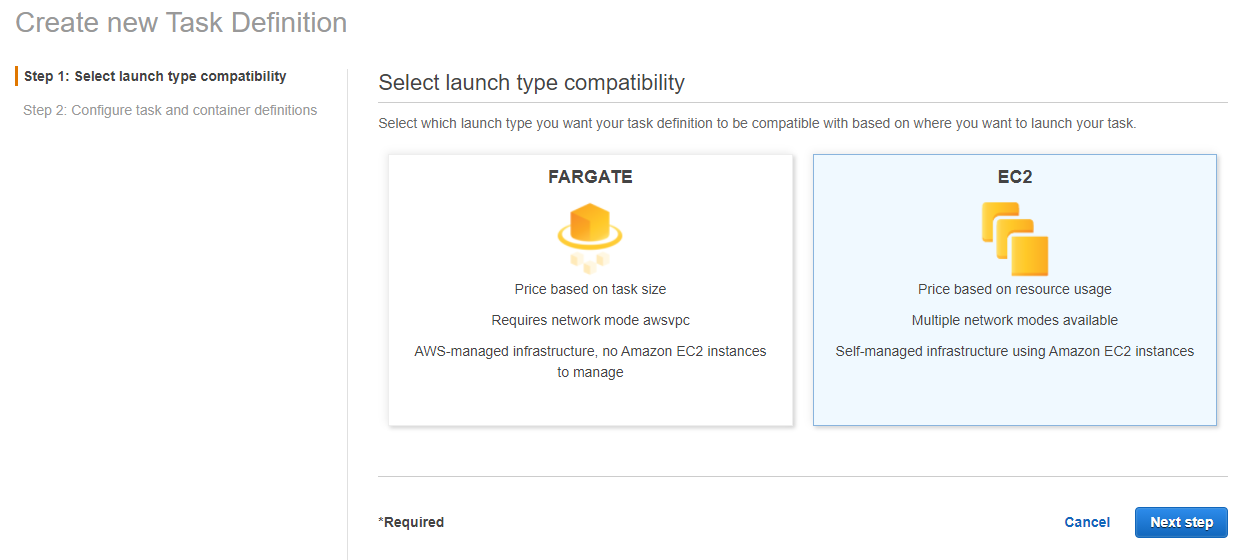 Create new Task Definition
Step 1: Select launch type compatibility
Step 2: Configure task and container definitions
Select launch type compatibility
Select which launch type you want your task definition to be compatible with based on where you want to launch your task.
FARGATE
Price based on task size
Requires network mode awsvpc
AWS-managed infrastructure, no Amazon EC2 instances
to manage
EC2
Price based on resource usage
Multiple network modes available
Self-managed infrastructure using Amazon EC2 instances
*Required
Cancel
Next step